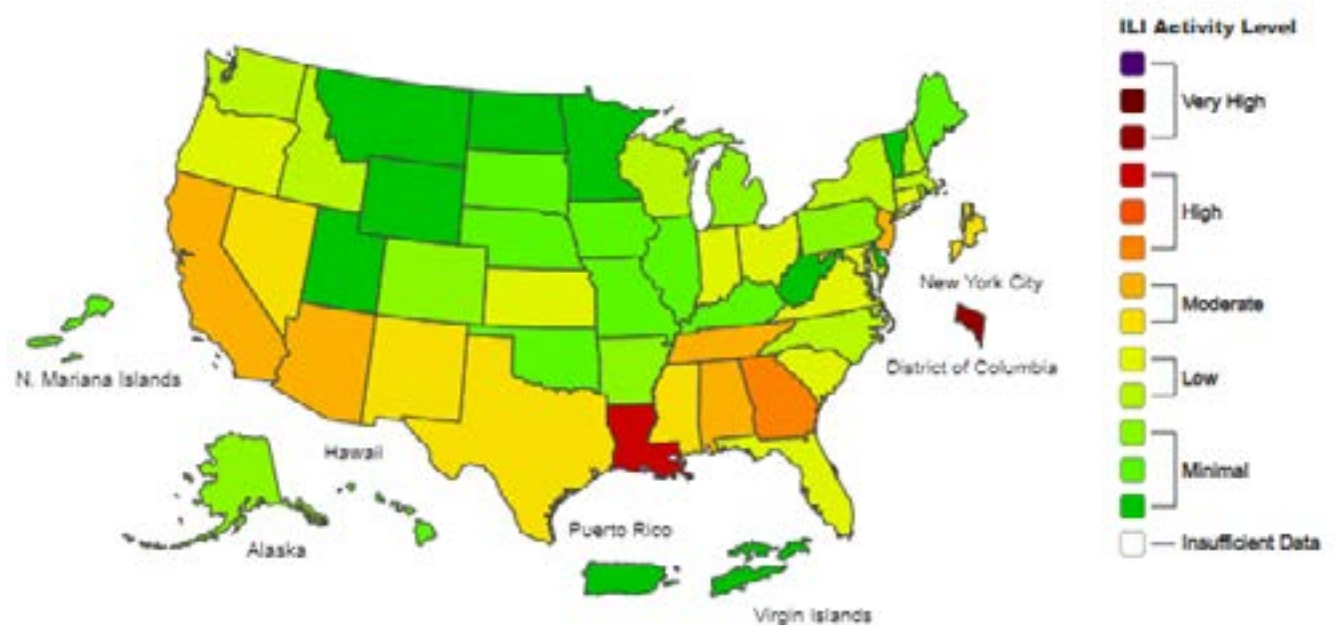 ILI Activity Level
Very High
High
Moderate
Low
Minimal
Insufficient Data
New York City
District of Columbia
N. Mariana Islands
Hawaii
Alaska
Puerto Rico
Virgin Islands